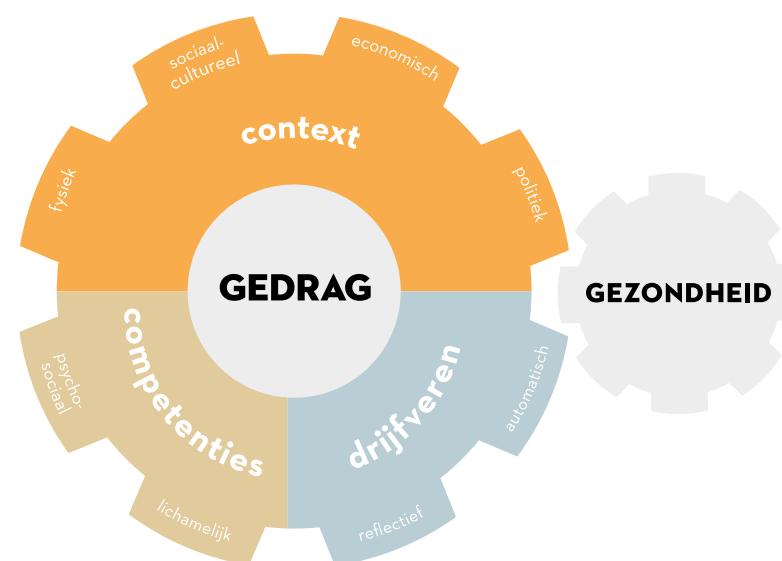 sociaal-
cultureel
economisch
context
fysiek
politiek
GEDRAG
GEZONDHEID
competenties
drijfveren
psycho-
sociaal
automatisch
lichamelijk
reflectief